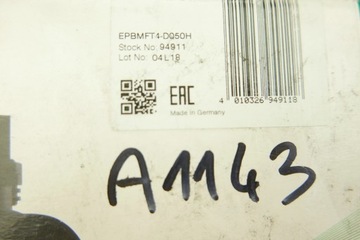 EPBMFT4-DQ50H
Stock No. 94911
Lot No. 04L18
EAC
Made in Germany
4 010326 949118
A1143